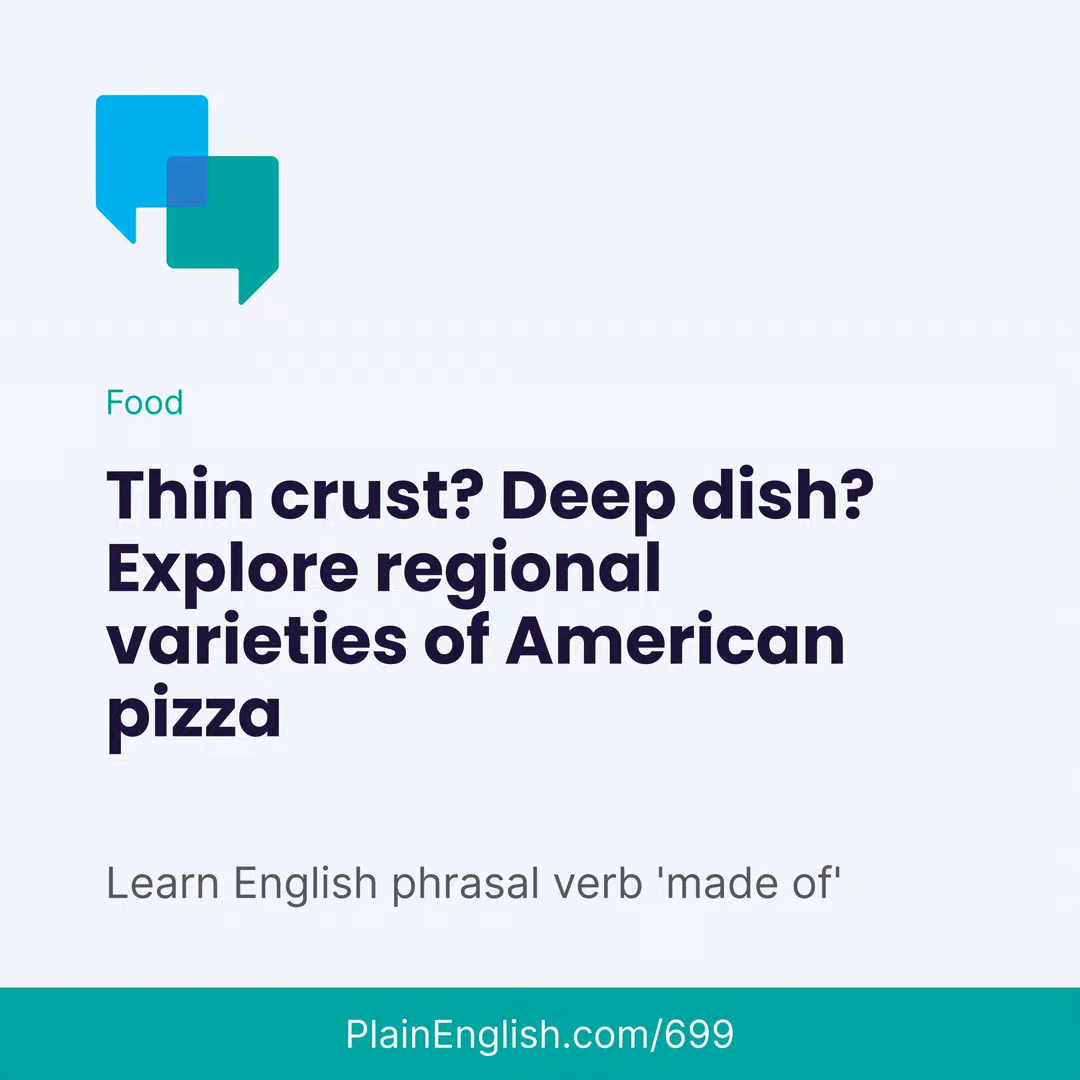 Food
Thin crust? Deep dish?
Explore regional
varieties of American
pizza
Learn English phrasal verb 'made of'
PlainEnglish.com/699